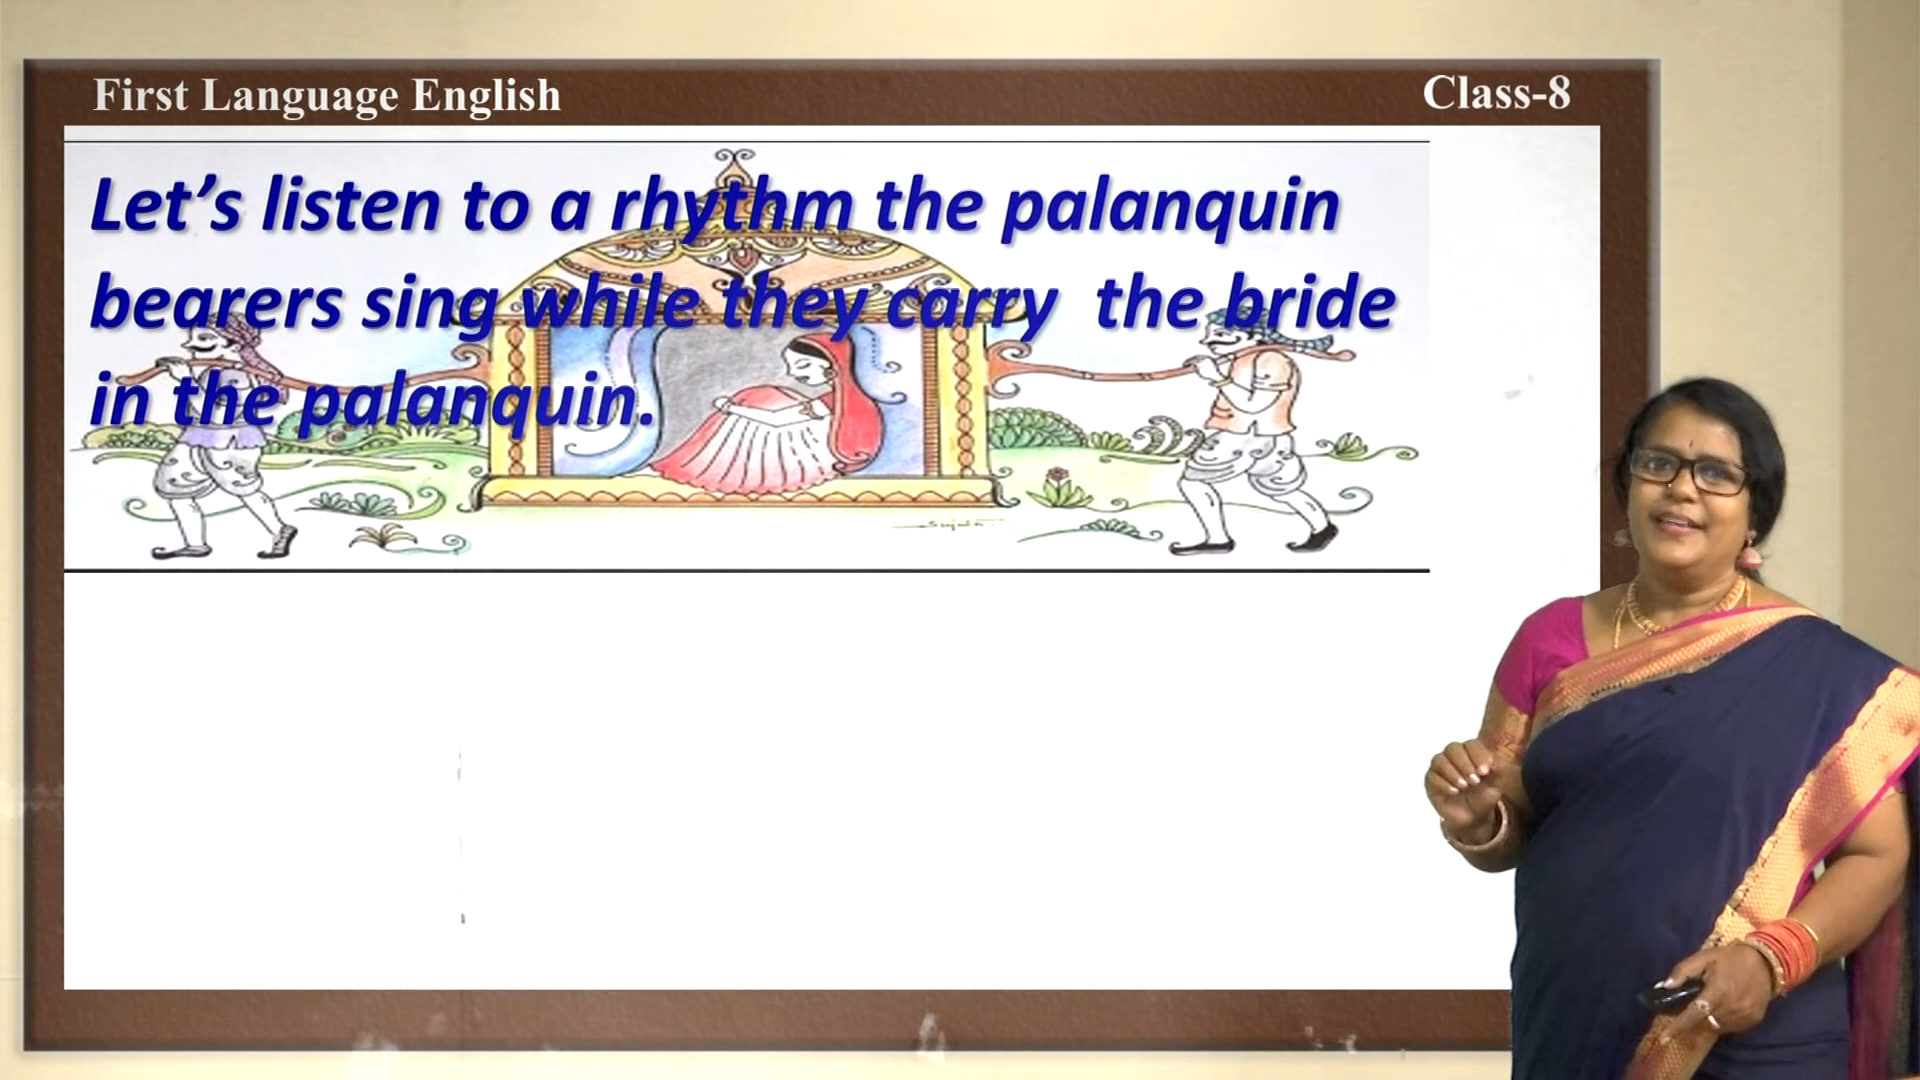 First Language English
Class-8
Let’s listen to a rhythm the palanquin
bearers sing while they carry the bride
in the palanquin.